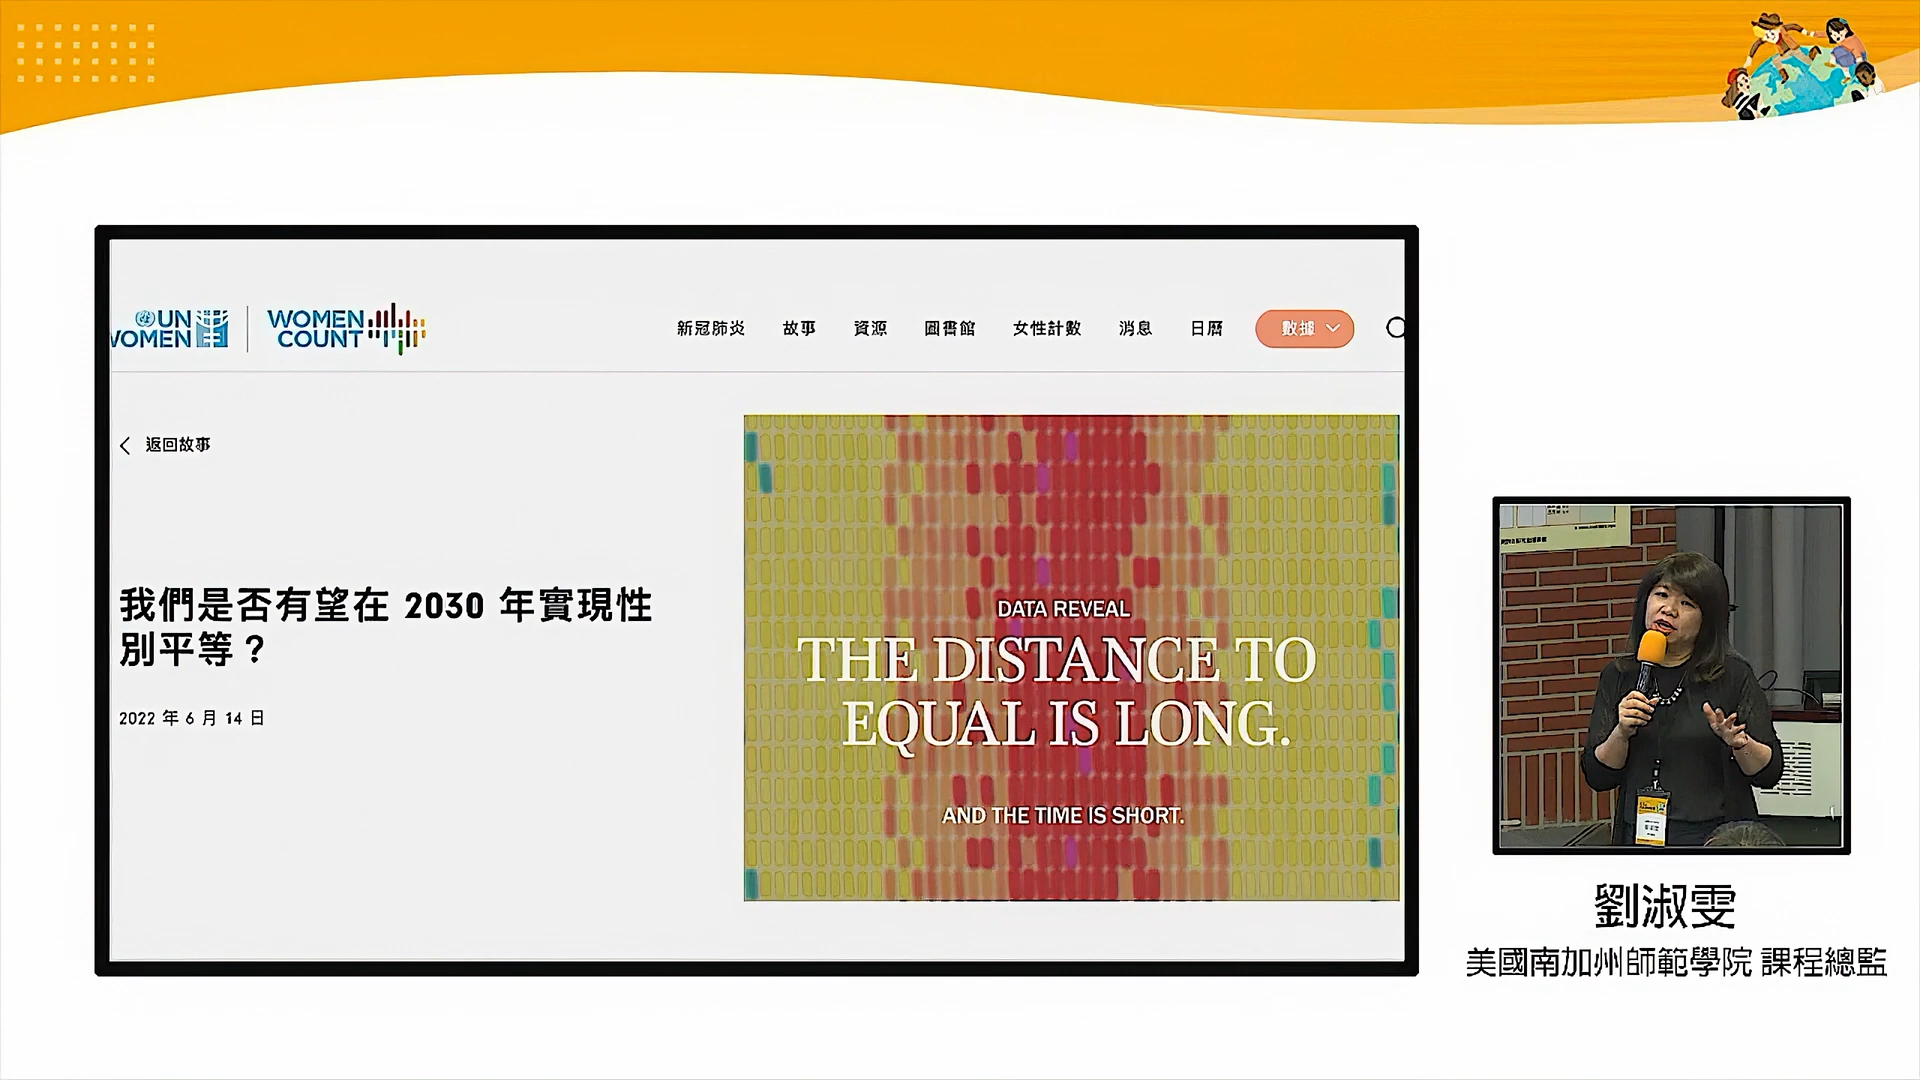 UN
WOMEN
WOMEN
COUNT
新冠肺炎 故事 資源 圖書館 女性計數 消息 日曆 數據
返回故事
我們是否有望在 2030 年實現性
別平等？
2022 年 6 月 14 日
DATA REVEAL
THE DISTANCE TO
EQUAL IS LONG.
AND THE TIME IS SHORT.
劉淑雯
美國南加州師範學院 課程總監